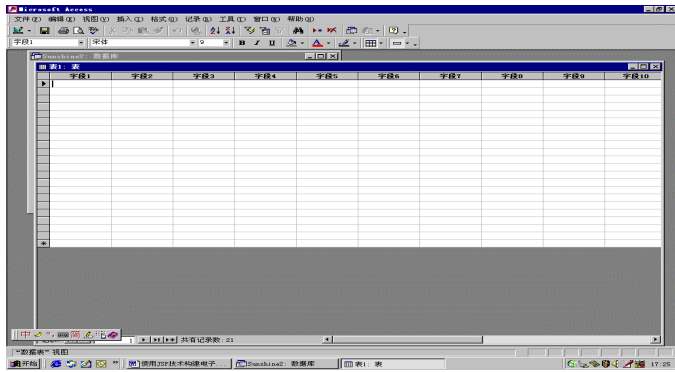 Microsoft Access
文件(F) 编辑(E) 视图(V) 插入(I) 格式(O) 记录(R) 工具(T) 窗口(W) 帮助(H)
字段1 宋体 9 B I U
Sunshine2: 数据库
表1: 表
字段1 字段2 字段3 字段4 字段5 字段6 字段7 字段8 字段9 字段10
中 简
1 共有记录数: 21
"数据表" 视图
开始 使用JSP技术构建电子... Sunshine2: 数据库 表1: 表 17:25